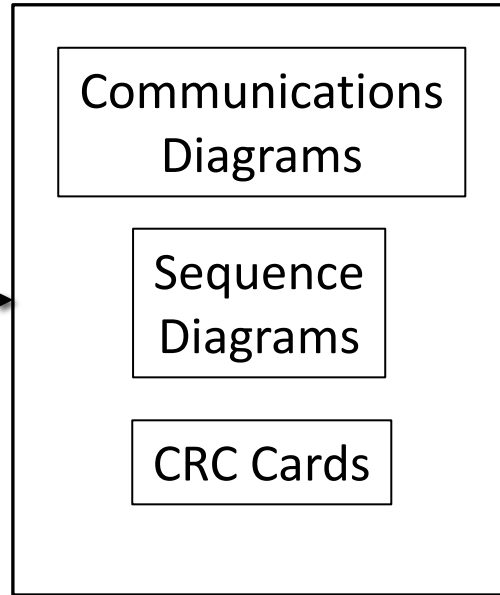 Communications
Diagrams
Sequence
Diagrams
CRC Cards